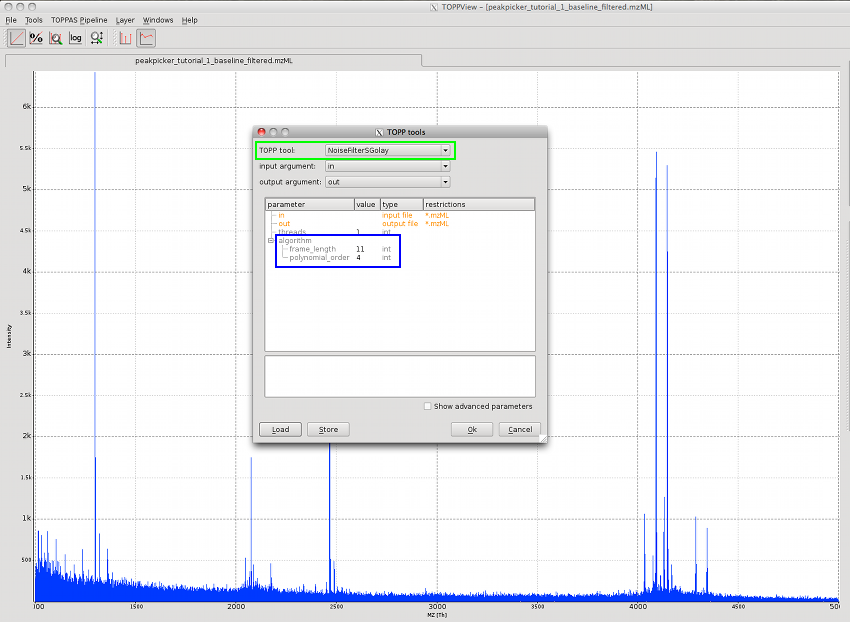 TOPPView – [peakpicker_tutorial_1_baseline_filtered.mzML]
File Tools TOPPAS Pipeline Layer Windows Help
% log
peakpicker_tutorial_1_baseline_filtered.mzML
TOPP tools
TOPP tool: NoiseFilterSGolay
input argument: in
output argument: out
parameter value type restrictions
in input file *.mzML
out output file *.mzML
threads 1 int
algorithm
frame_length 11 int
polynomial_order 4 int
Show advanced parameters
Load Store Ok Cancel
6k
5.5k
5k
4.5k
4k
3.5k
3k
2.5k
2k
1.5k
1k
500
Intensity
000 1500 2000 2500 3000 3500 4000 4500 500
MZ [Th]